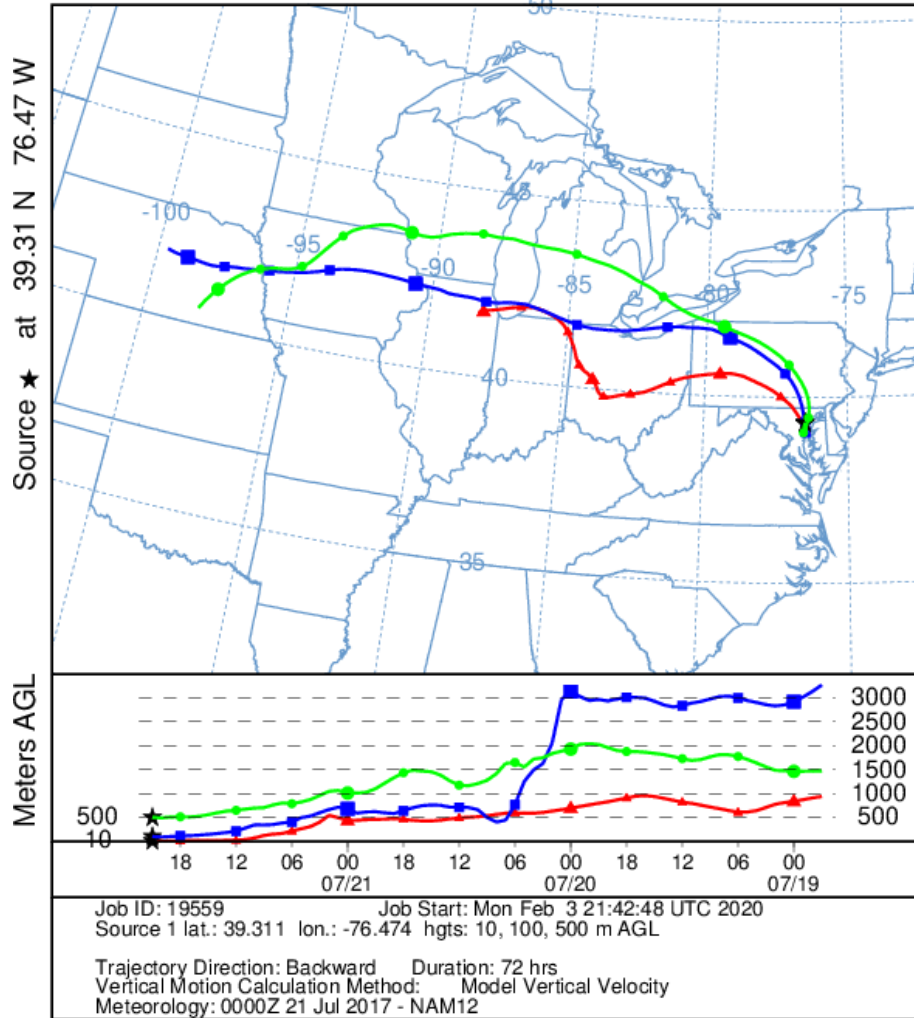 50
Source ★ at 39.31 N 76.47 W
-100
45
-95
-90
-85
-80
-75
40
35
Meters AGL
3000
2500
2000
1500
1000
500
500
10
18 12 06 00 18 12 06 00 18 12 06 00
07/21 07/20 07/19
Job ID: 19559 Job Start: Mon Feb 3 21:42:48 UTC 2020
Source 1 lat.: 39.311 lon.: -76.474 hgts: 10, 100, 500 m AGL
Trajectory Direction: Backward Duration: 72 hrs
Vertical Motion Calculation Method: Model Vertical Velocity
Meteorology: 0000Z 21 Jul 2017 - NAM12